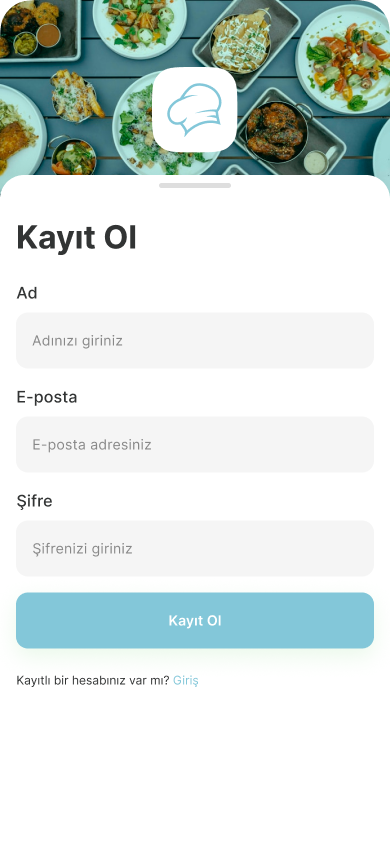 Kayıt Ol
Ad
Adınızı giriniz
E-posta
E-posta adresiniz
Şifre
Şifrenizi giriniz
Kayıt Ol
Kayıtlı bir hesabınız var mı? Giriş